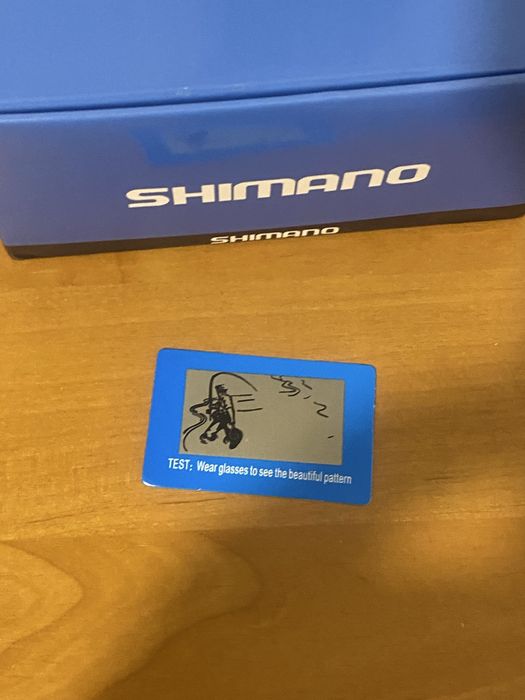 SHIMANO
SHIMANO
TEST: Wear glasses to see the beautiful pattern